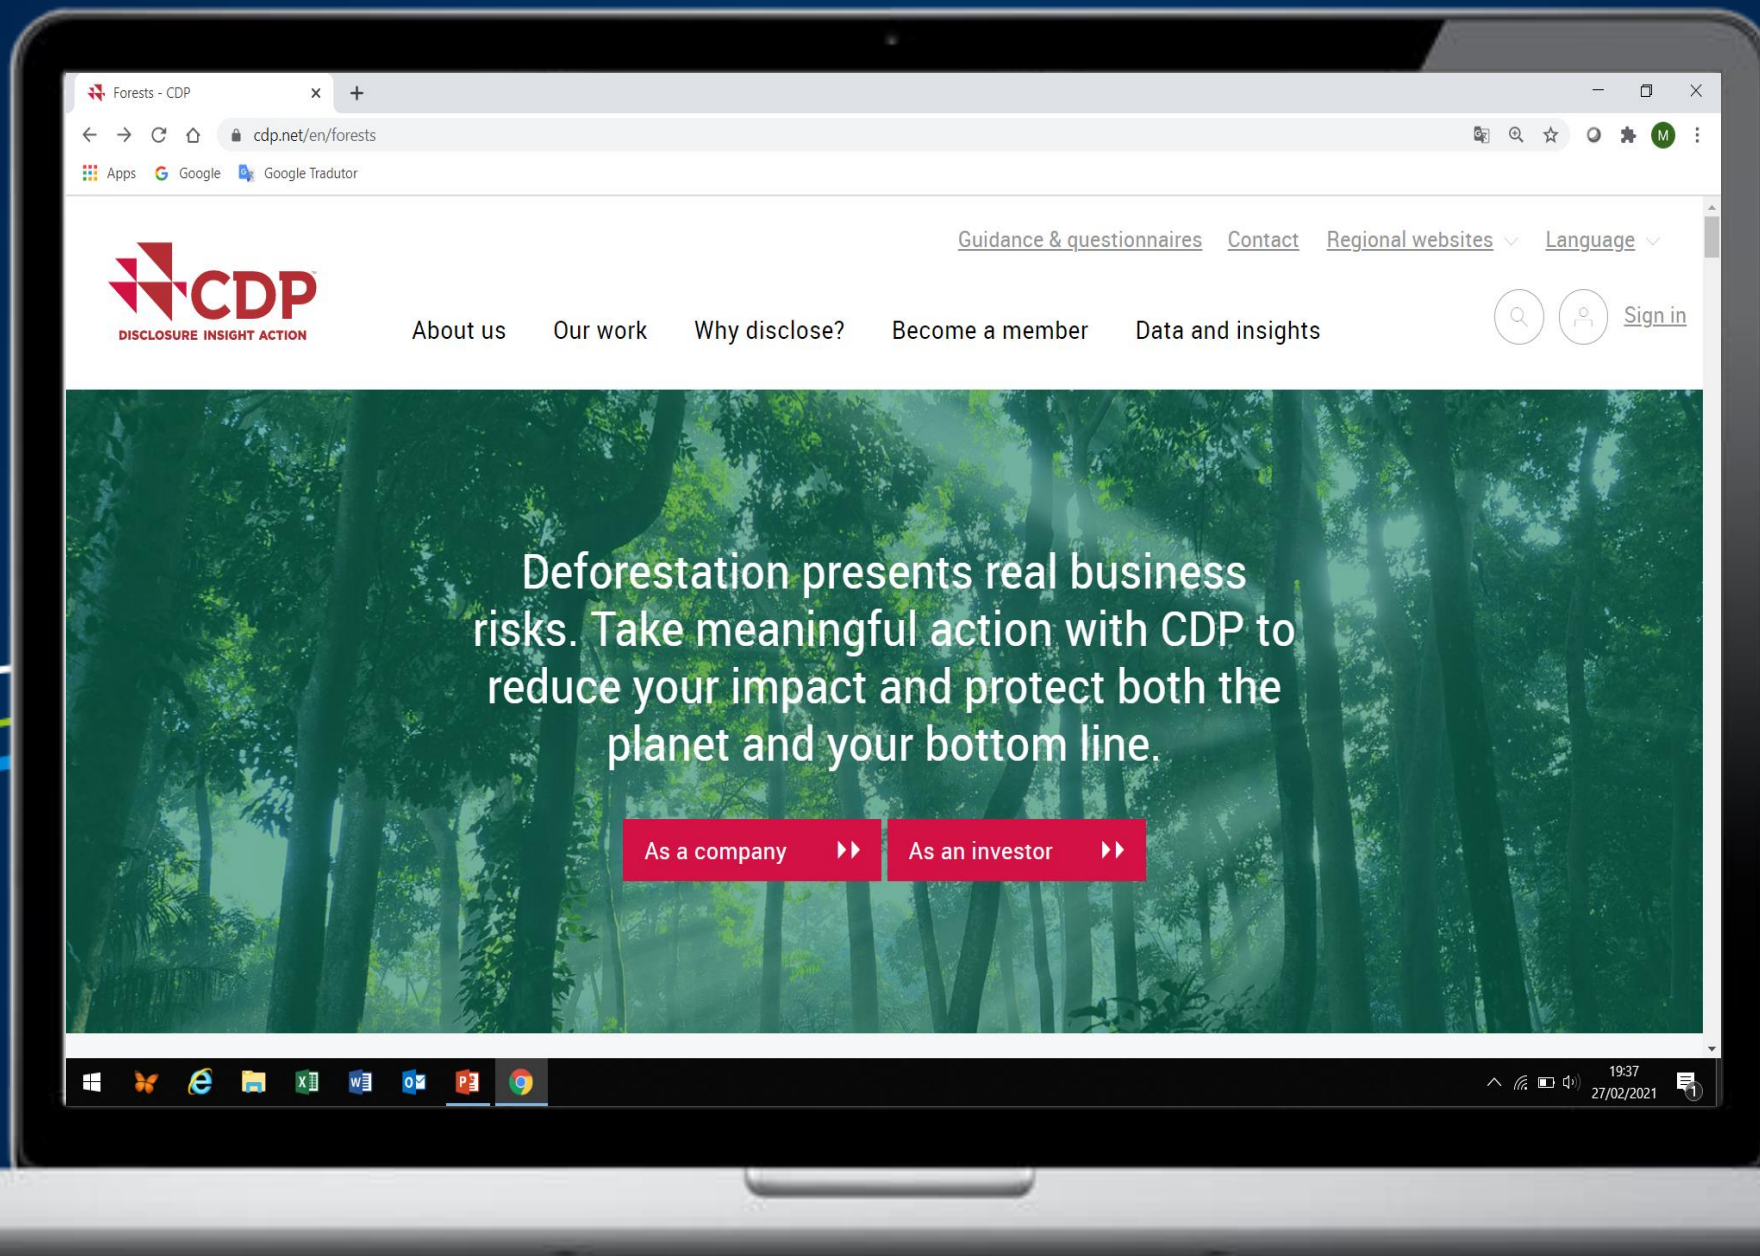 Forests - CDP
cdp.net/en/forests
M
Apps Google Google Tradutor
Guidance & questionnaires Contact Regional websites Language
CDP
DISCLOSURE INSIGHT ACTION
About us Our work Why disclose? Become a member Data and insights
Sign in
Deforestation presents real business
risks. Take meaningful action with CDP to
reduce your impact and protect both the
planet and your bottom line.
As a company
As an investor
19:37
27/02/2021
1